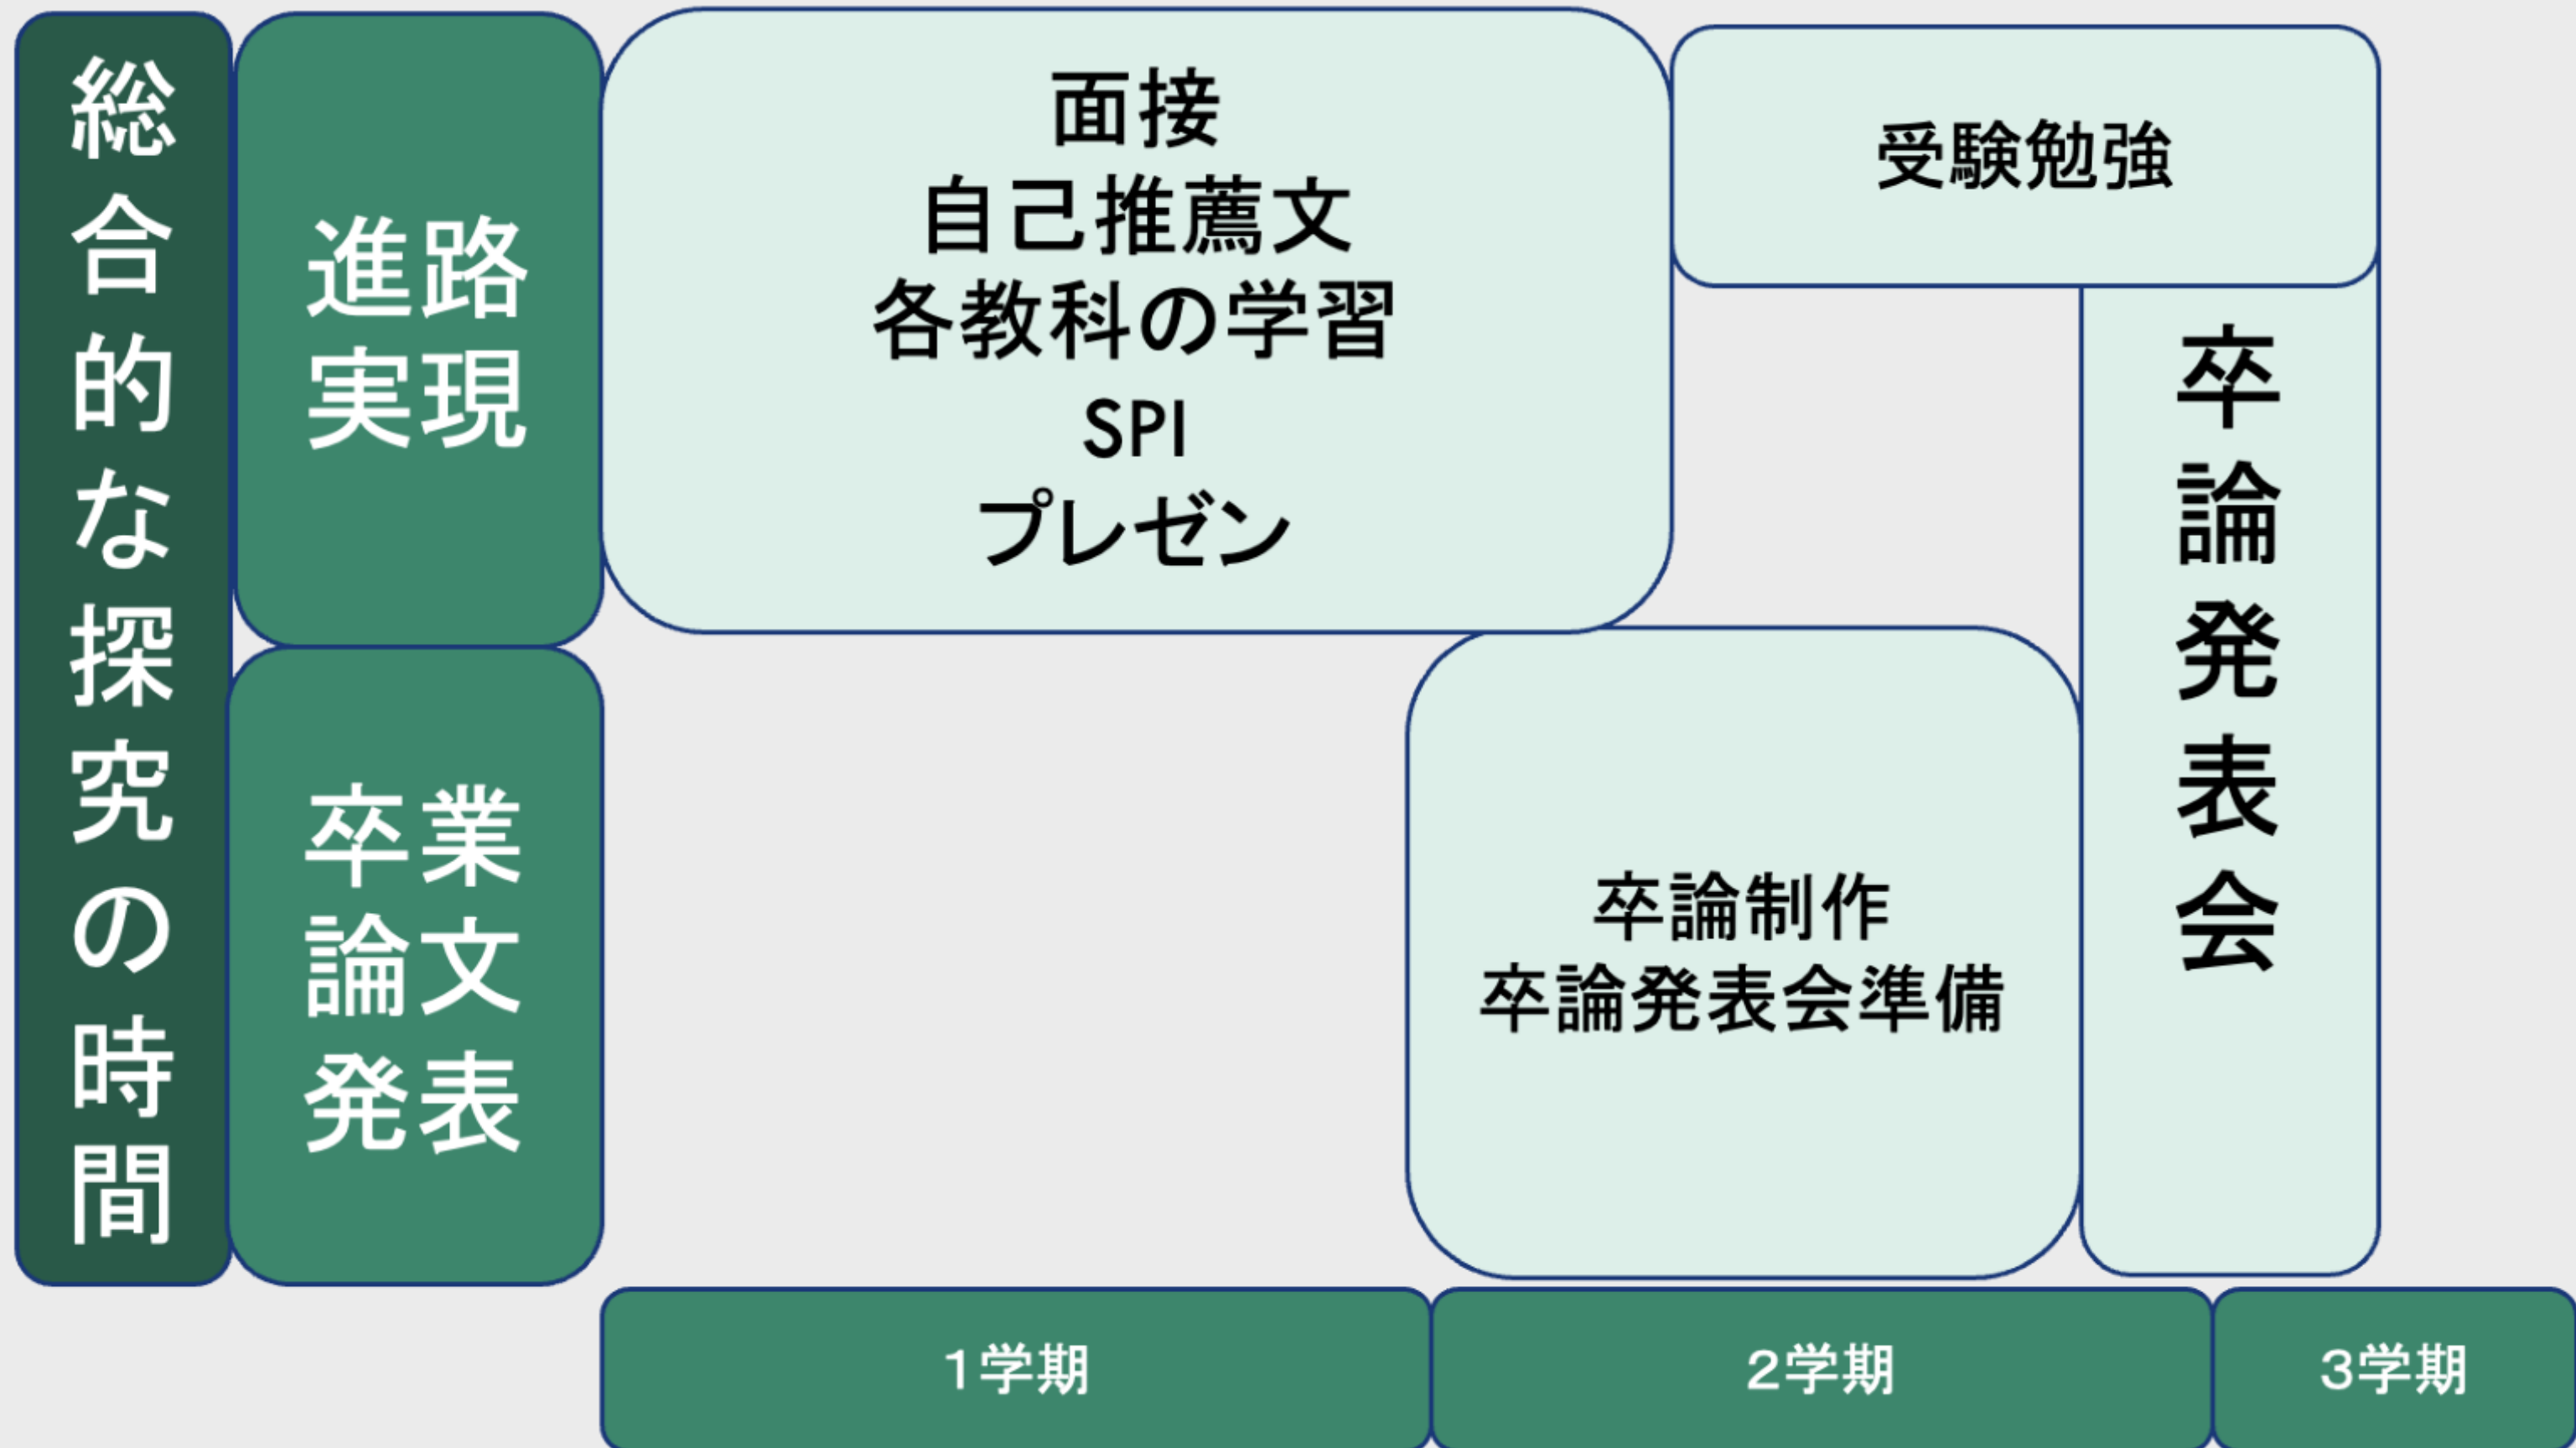 総合的な探究の時間
進路
実現
面接
自己推薦文
各教科の学習
SPI
プレゼン
受験勉強
卒業
論文
発表
卒論制作
卒論発表会準備
卒論発表会
1学期
2学期
3学期